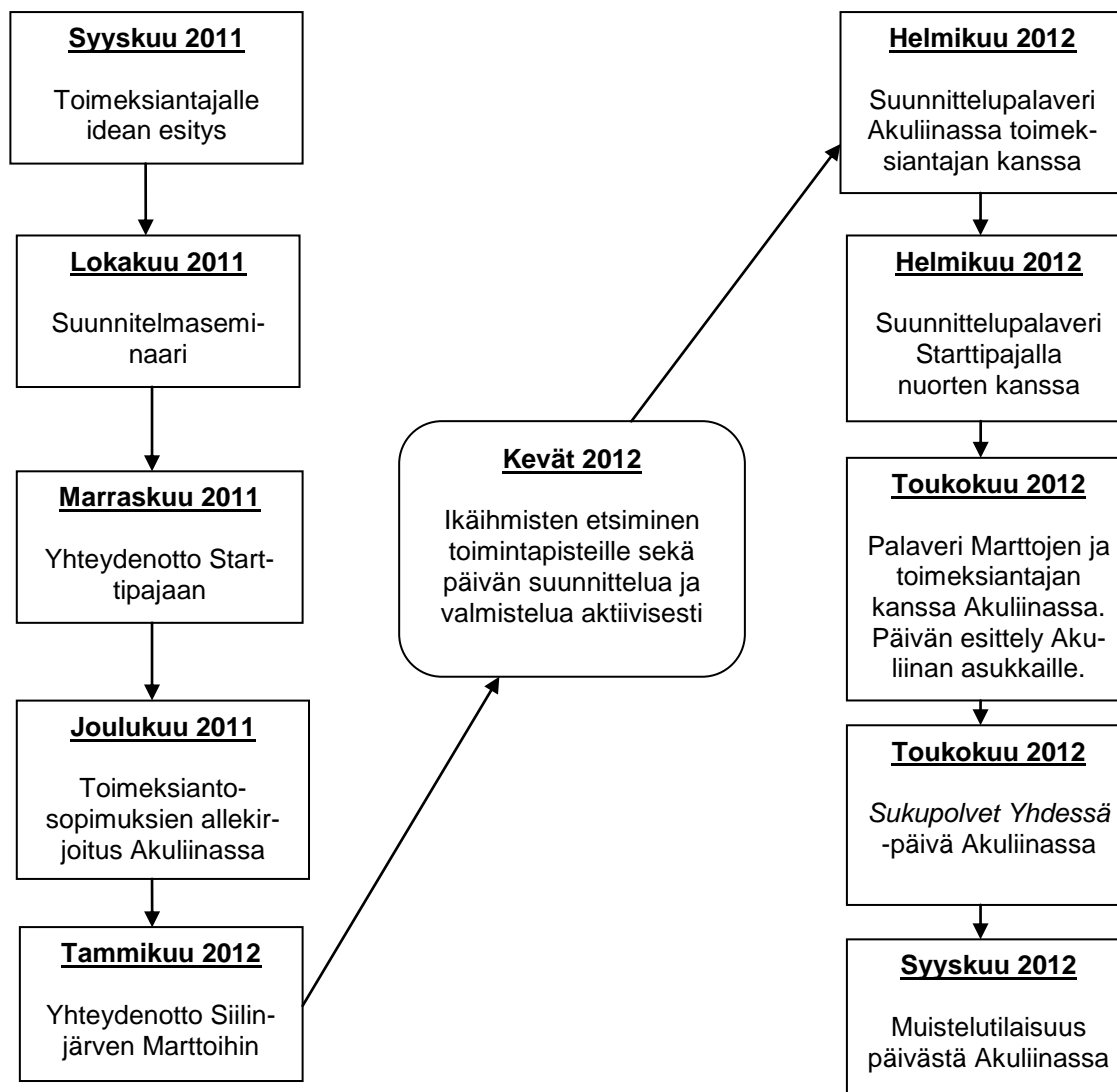 Syyskuu 2011
Toimeksiantajalle
idean esitys
Lokakuu 2011
Suunnitelmasemi-
naari
Marraskuu 2011
Yhteydenotto Start-
tipajaan
Joulukuu 2011
Toimeksianto-
sopimuksien allekir-
joitus Akuliinassa
Tammikuu 2012
Yhteydenotto Siilin-
järven Marttoihin
Kevät 2012
Ikäihmisten etsiminen
toimintapisteille sekä
päivän suunnittelua ja
valmistelua aktiivisesti
Helmikuu 2012
Suunnittelupalaveri
Akuliinassa toimek-
siantajan kanssa
Helmikuu 2012
Suunnittelupalaveri
Starttipajalla
nuorten kanssa
Toukokuu 2012
Palaveri Marttojen ja
toimeksiantajan
kanssa Akuliinassa.
Päivän esittely Aku-
liinan asukkaille.
Toukokuu 2012
Sukupolvet Yhdessä
-päivä Akuliinassa
Syyskuu 2012
Muistelutilaisuus
päivästä Akuliinassa